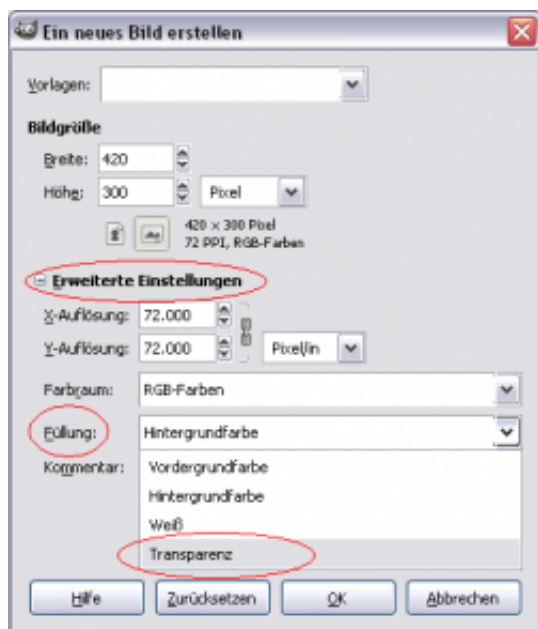 Ein neues Bild erstellen
Vorlagen:
Bildgröße
Breite: 420
Höhe: 300 Pixel
420 × 300 Pixel
72 PPI, RGB-Farben
Erweiterte Einstellungen
X-Auflösung: 72.000
Y-Auflösung: 72.000 Pixel/in
Farbraum: RGB-Farben
Füllung: Hintergrundfarbe
Kommentar: Vordergrundfarbe
Hintergrundfarbe
Weiß
Transparenz
Hilfe Zurücksetzen OK Abbrechen